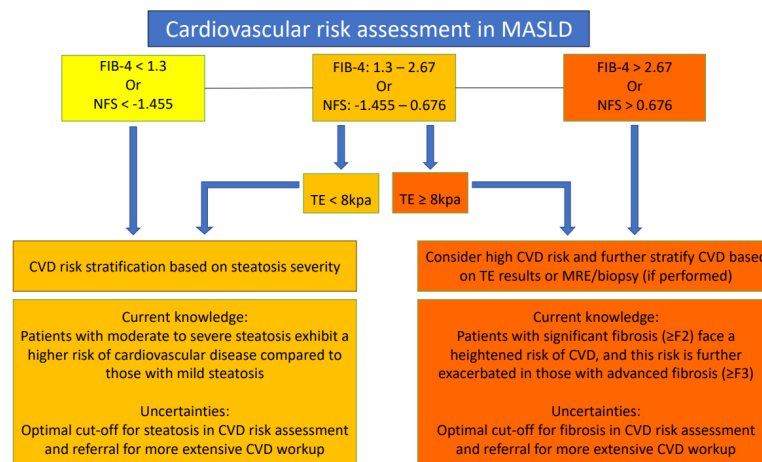 Cardiovascular risk assessment in MASLD
FIB-4 < 1.3
Or
NFS < -1.455
FIB-4: 1.3 – 2.67
Or
NFS: -1.455 – 0.676
FIB-4 > 2.67
Or
NFS > 0.676
TE < 8kpa
TE ≥ 8kpa
CVD risk stratification based on steatosis severity
Consider high CVD risk and further stratify CVD based
on TE results or MRE/biopsy (if performed)
Current knowledge:
Patients with moderate to severe steatosis exhibit a
higher risk of cardiovascular disease compared to
those with mild steatosis
Uncertainties:
Optimal cut-off for steatosis in CVD risk assessment
and referral for more extensive CVD workup
Current knowledge:
Patients with significant fibrosis (≥F2) face a
heightened risk of CVD, and this risk is further
exacerbated in those with advanced fibrosis (≥F3)
Uncertainties:
Optimal cut-off for fibrosis in CVD risk assessment
and referral for more extensive CVD workup